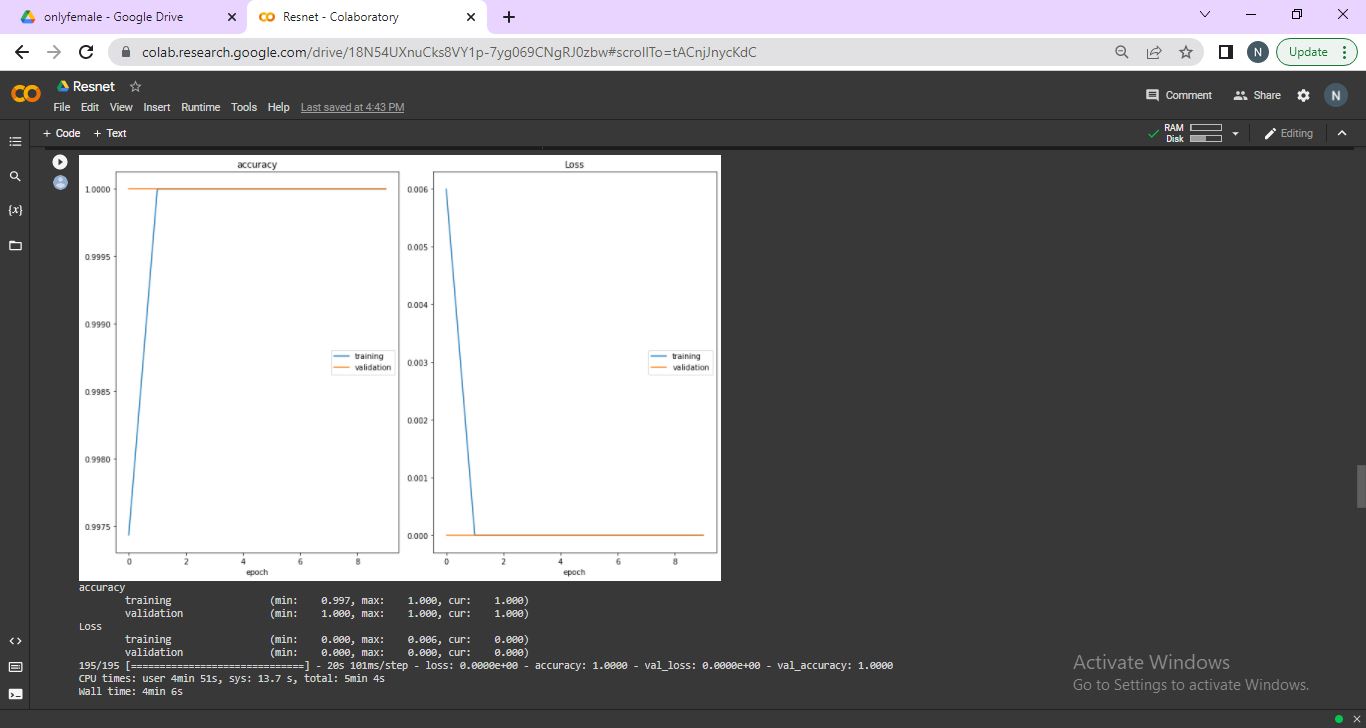 onlyfemale - Google Drive
Resnet - Colaboratory
colab.research.google.com/drive/18N54UXnuCks8VY1p-7yg069CNgRJ0zbw#scrollTo=tACnjJnycKdC
N
Update
Resnet
File Edit View Insert Runtime Tools Help Last saved at 4:43 PM
Comment
Share
N
+ Code + Text
RAM
Disk
Editing
{x}
accuracy
1.0000
0.9995
0.9990
0.9985
0.9980
0.9975
training
validation
0 2 4 6 8
epoch
Loss
0.006
0.005
0.004
0.003
0.002
0.001
0.000
training
validation
0 2 4 6 8
epoch
accuracy
training (min: 0.997, max: 1.000, cur: 1.000)
validation (min: 1.000, max: 1.000, cur: 1.000)
Loss
training (min: 0.000, max: 0.006, cur: 0.000)
validation (min: 0.000, max: 0.000, cur: 0.000)
195/195 [==============================] - 20s 101ms/step - loss: 0.0000e+00 - accuracy: 1.0000 - val_loss: 0.0000e+00 - val_accuracy: 1.0000
CPU times: user 4min 51s, sys: 13.7 s, total: 5min 4s
Wall time: 4min 6s
Activate Windows
Go to Settings to activate Windows.